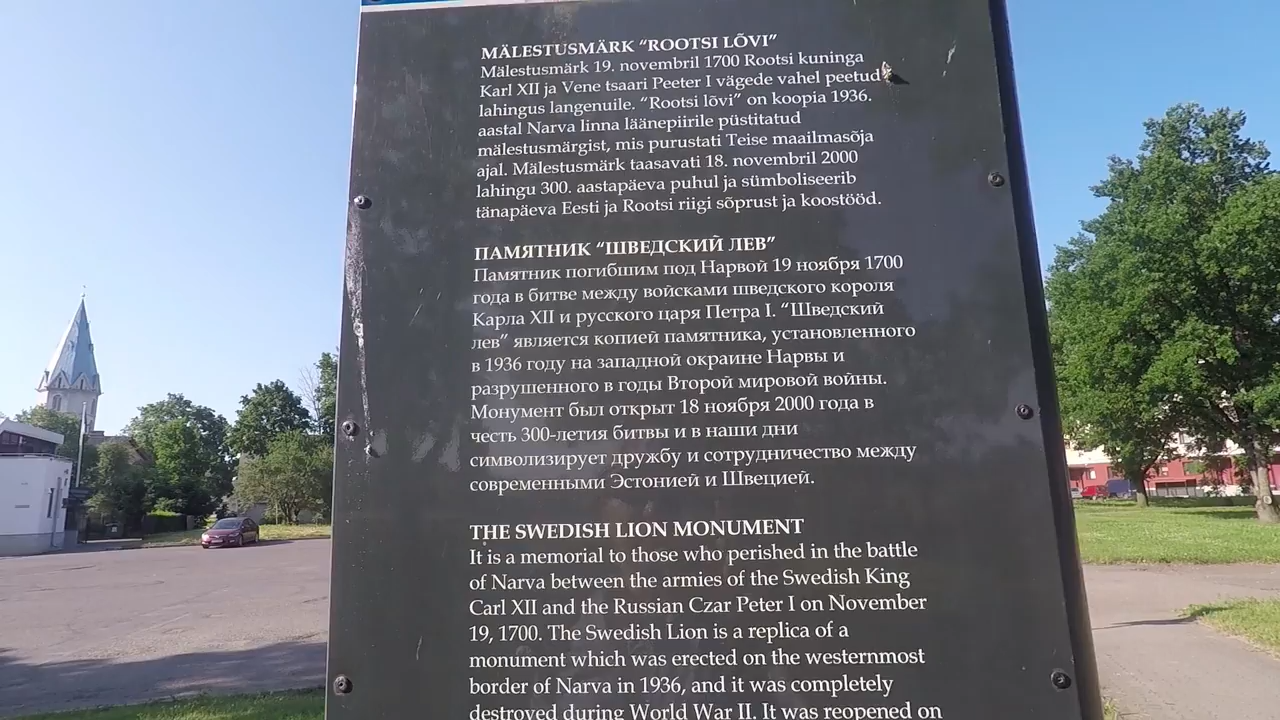 MÄLESTUSMÄRK “ROOTSI LÕVI”
Mälestusmärk 19. novembril 1700 Rootsi kuninga
Karl XII ja Vene tsaari Peeter I vägede vahel peetud
lahingus langenuile. “Rootsi lõvi” on koopia 1936.
aastal Narva linna läänepiirile püstitatud
mälestusmärgist, mis purustati Teise maailmasõja
ajal. Mälestusmärk taasavati 18. novembril 2000
lahingu 300. aastapäeva puhul ja sümboliseerib
tänapäeva Eesti ja Rootsi riigi sõprust ja koostööd.
ПАМЯТНИК “ШВЕДСКИЙ ЛЕВ”
Памятник погибшим под Нарвой 19 ноября 1700
года в битве между войсками шведского короля
Карла XII и русского царя Петра I. “Шведский
лев” является копией памятника, установленного
в 1936 году на западной окраине Нарвы и
разрушенного в годы Второй мировой войны.
Монумент был открыт 18 ноября 2000 года в
честь 300-летия битвы и в наши дни
символизирует дружбу и сотрудничество между
современными Эстонией и Швецией.
THE SWEDISH LION MONUMENT
It is a memorial to those who perished in the battle
of Narva between the armies of the Swedish King
Carl XII and the Russian Czar Peter I on November
19, 1700. The Swedish Lion is a replica of a
monument which was erected on the westernmost
border of Narva in 1936, and it was completely
destroyed during World War II. It was reopened on